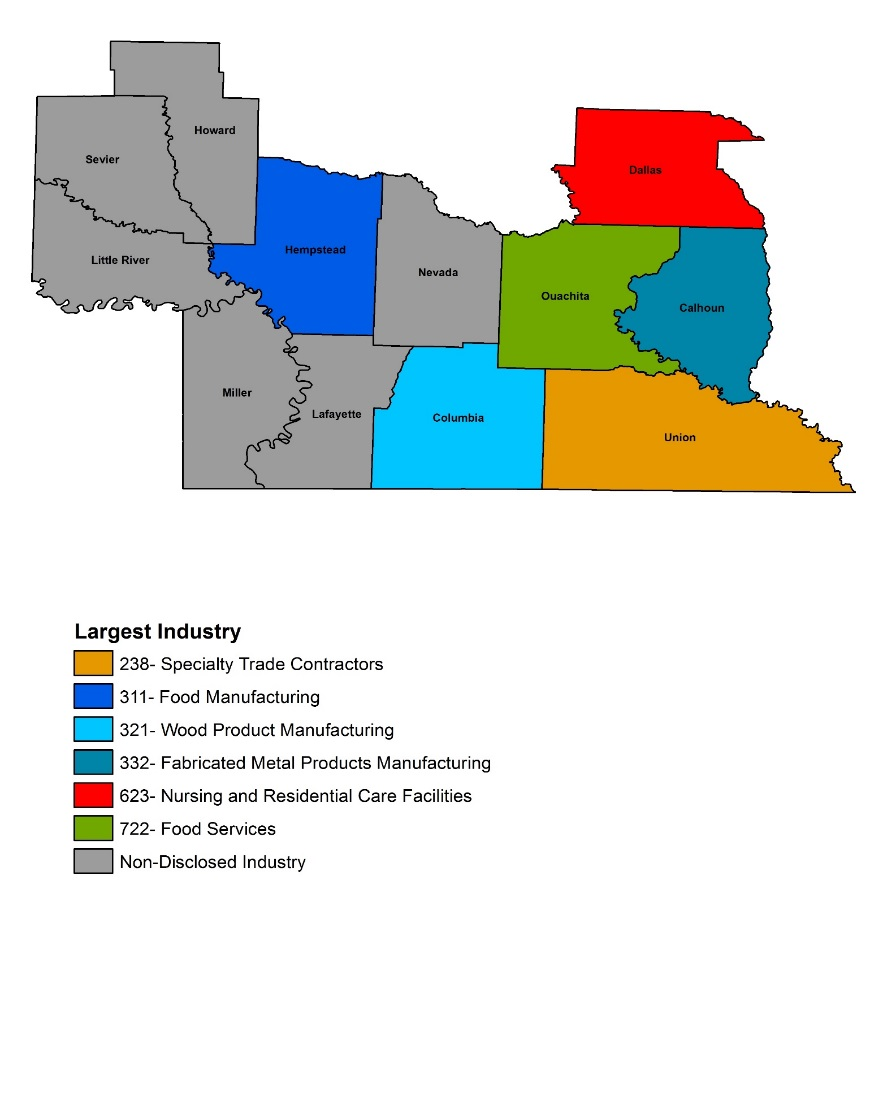 Howard
Sevier
Dallas
Hempstead
Little River
Nevada
Ouachita
Calhoun
Miller
Lafayette
Columbia
Union
Largest Industry
238- Specialty Trade Contractors
311- Food Manufacturing
321- Wood Product Manufacturing
332- Fabricated Metal Products Manufacturing
623- Nursing and Residential Care Facilities
722- Food Services
Non-Disclosed Industry